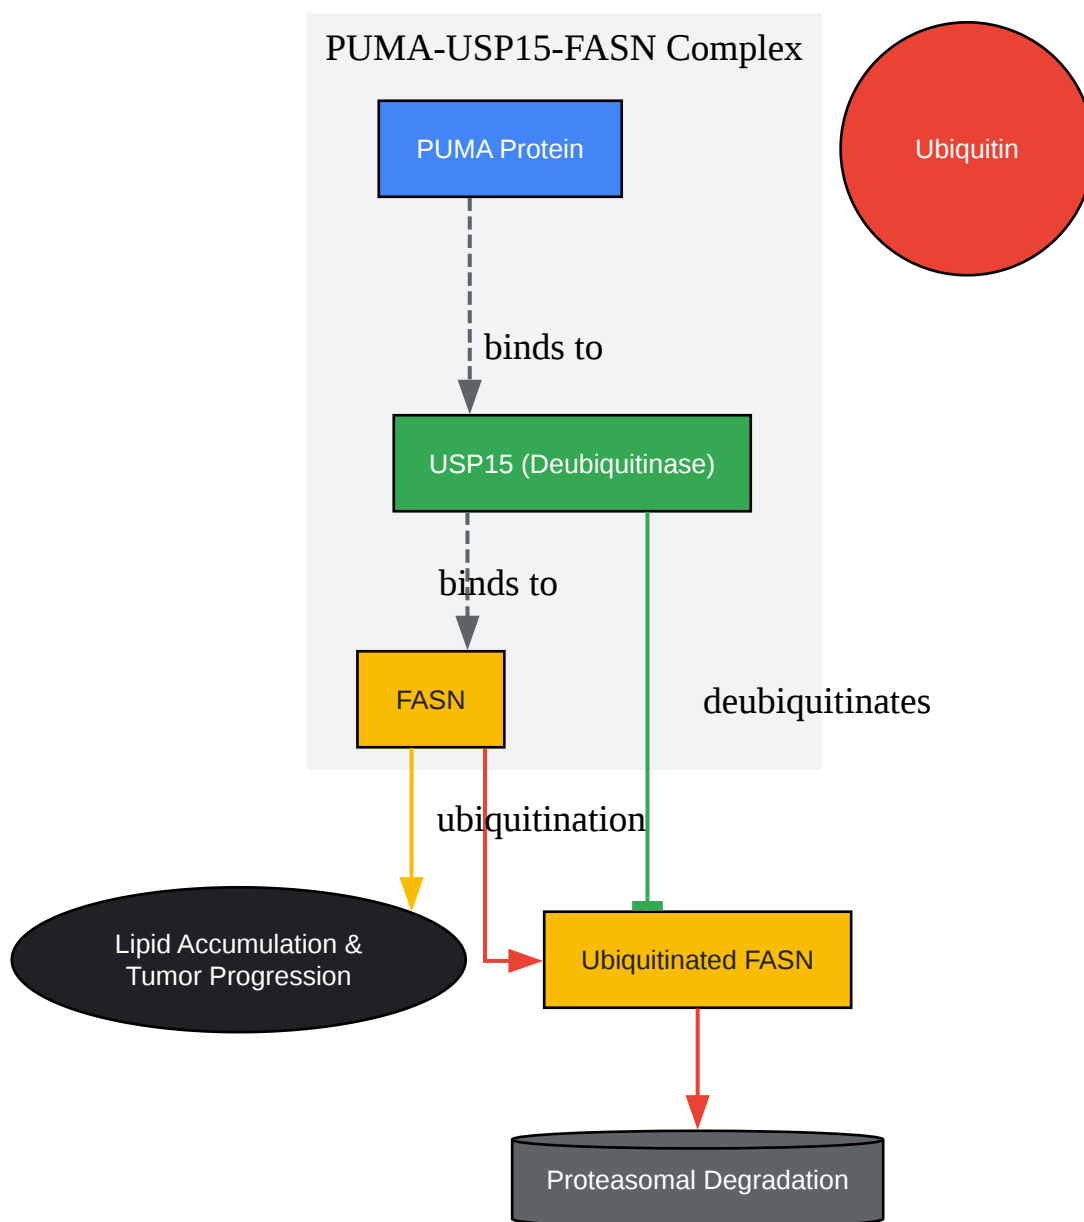 PUMA-USP15-FASN Complex
PUMA Protein
Ubiquitin
binds to
USP15 (Deubiquitinase)
binds to
FASN
deubiquitinates
ubiquitination
Lipid Accumulation &
Tumor Progression
Ubiquitinated FASN
Proteasomal Degradation